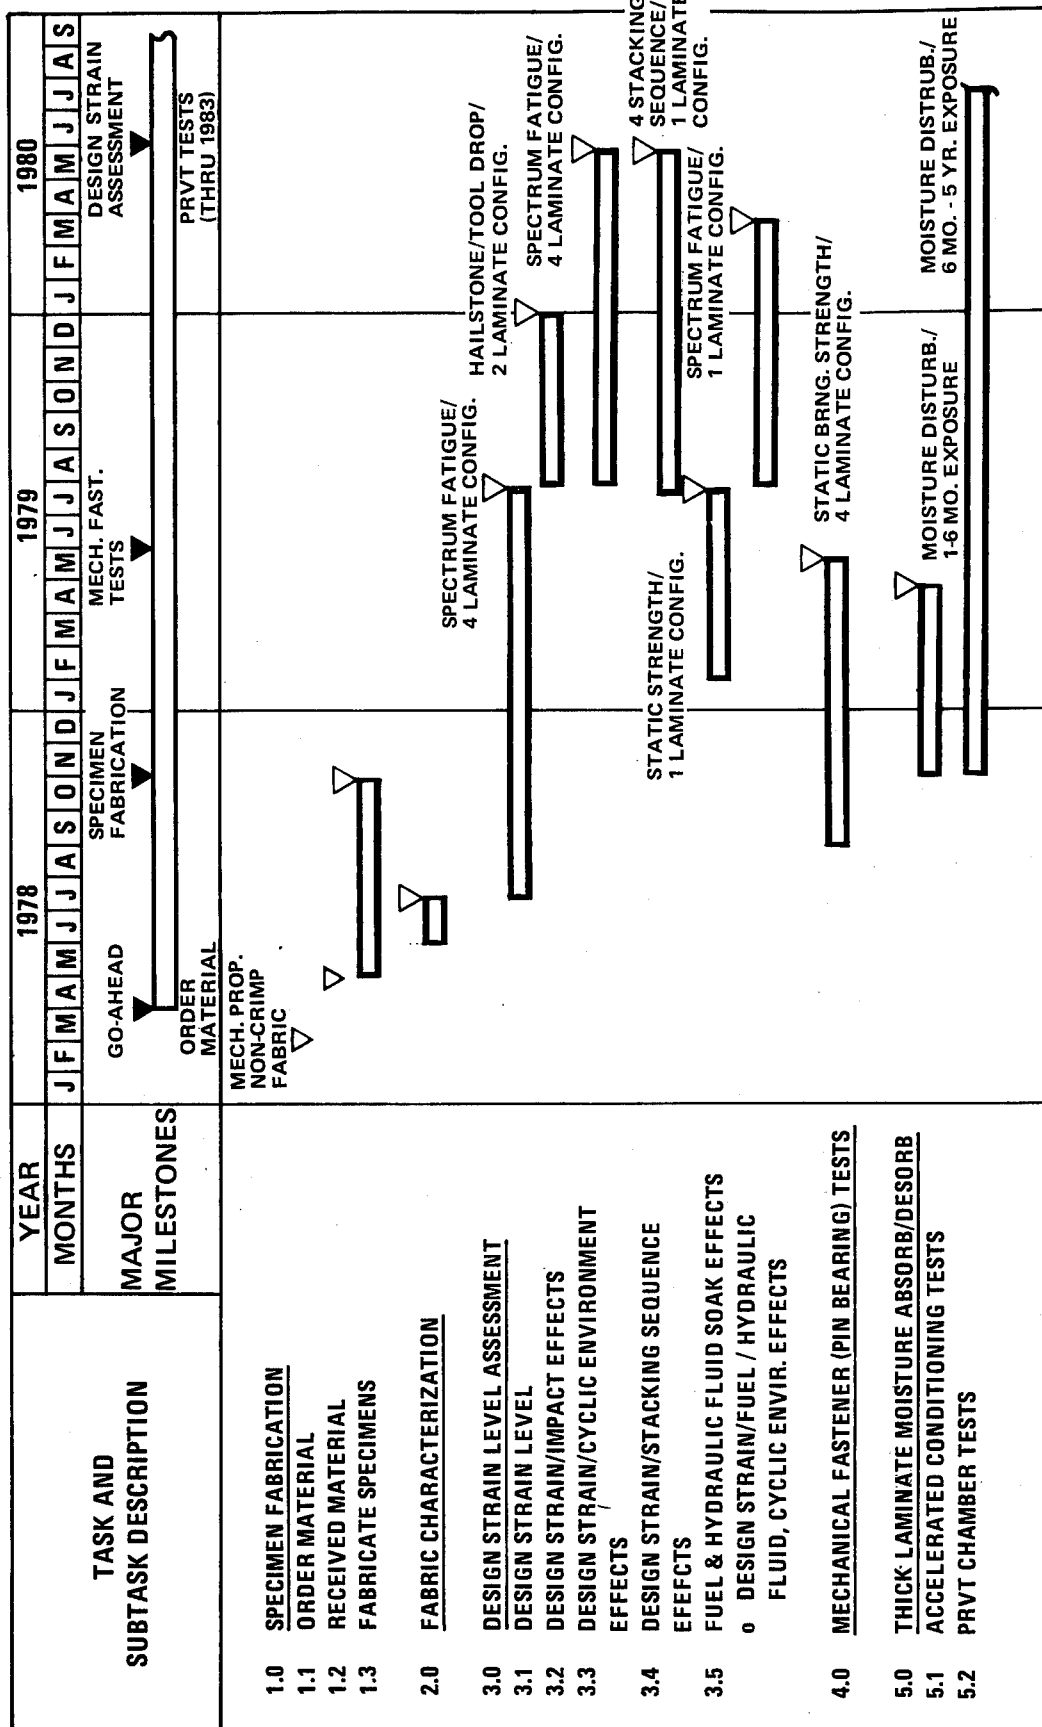 TASK AND
SUBTASK DESCRIPTION
YEAR
1978
1979
1980
MONTHS
J F M A M J J A S O N D J F M A M J J A S O N D J F M A M J J A S
MAJOR
MILESTONES
GO-AHEAD
SPECIMEN
FABRICATION
MECH. FAST.
TESTS
DESIGN STRAIN
ASSESSMENT
ORDER
MATERIAL
PRVT TESTS
(THRU 1983)
MECH. PROP.
NON-CRIMP
FABRIC
1.0 SPECIMEN FABRICATION
1.1 ORDER MATERIAL
1.2 RECEIVED MATERIAL
1.3 FABRICATE SPECIMENS
2.0 FABRIC CHARACTERIZATION
3.0 DESIGN STRAIN LEVEL ASSESSMENT
3.1 DESIGN STRAIN LEVEL
SPECTRUM FATIGUE/
4 LAMINATE CONFIG.
3.2 DESIGN STRAIN/IMPACT EFFECTS
HAILSTONE/TOOL DROP/
2 LAMINATE CONFIG.
3.3 DESIGN STRAIN/CYCLIC ENVIRONMENT
EFFECTS
SPECTRUM FATIGUE/
4 LAMINATE CONFIG.
3.4 DESIGN STRAIN/STACKING SEQUENCE
EFEFCTS
4 STACKING
SEQUENCE/
1 LAMINATE
CONFIG.
3.5 FUEL & HYDRAULIC FLUID SOAK EFFECTS
STATIC STRENGTH/
1 LAMINATE CONFIG.
o DESIGN STRAIN/FUEL / HYDRAULIC
FLUID, CYCLIC ENVIR. EFFECTS
SPECTRUM FATIGUE/
1 LAMINATE CONFIG.
4.0 MECHANICAL FASTENER (PIN BEARING) TESTS
STATIC BRNG. STRENGTH/
4 LAMINATE CONFIG.
5.0 THICK LAMINATE MOISTURE ABSORB/DESORB
5.1 ACCELERATED CONDITIONING TESTS
MOISTURE DISTURB./
1-6 MO. EXPOSURE
5.2 PRVT CHAMBER TESTS
MOISTURE DISTRUB./
6 MO. - 5 YR. EXPOSURE